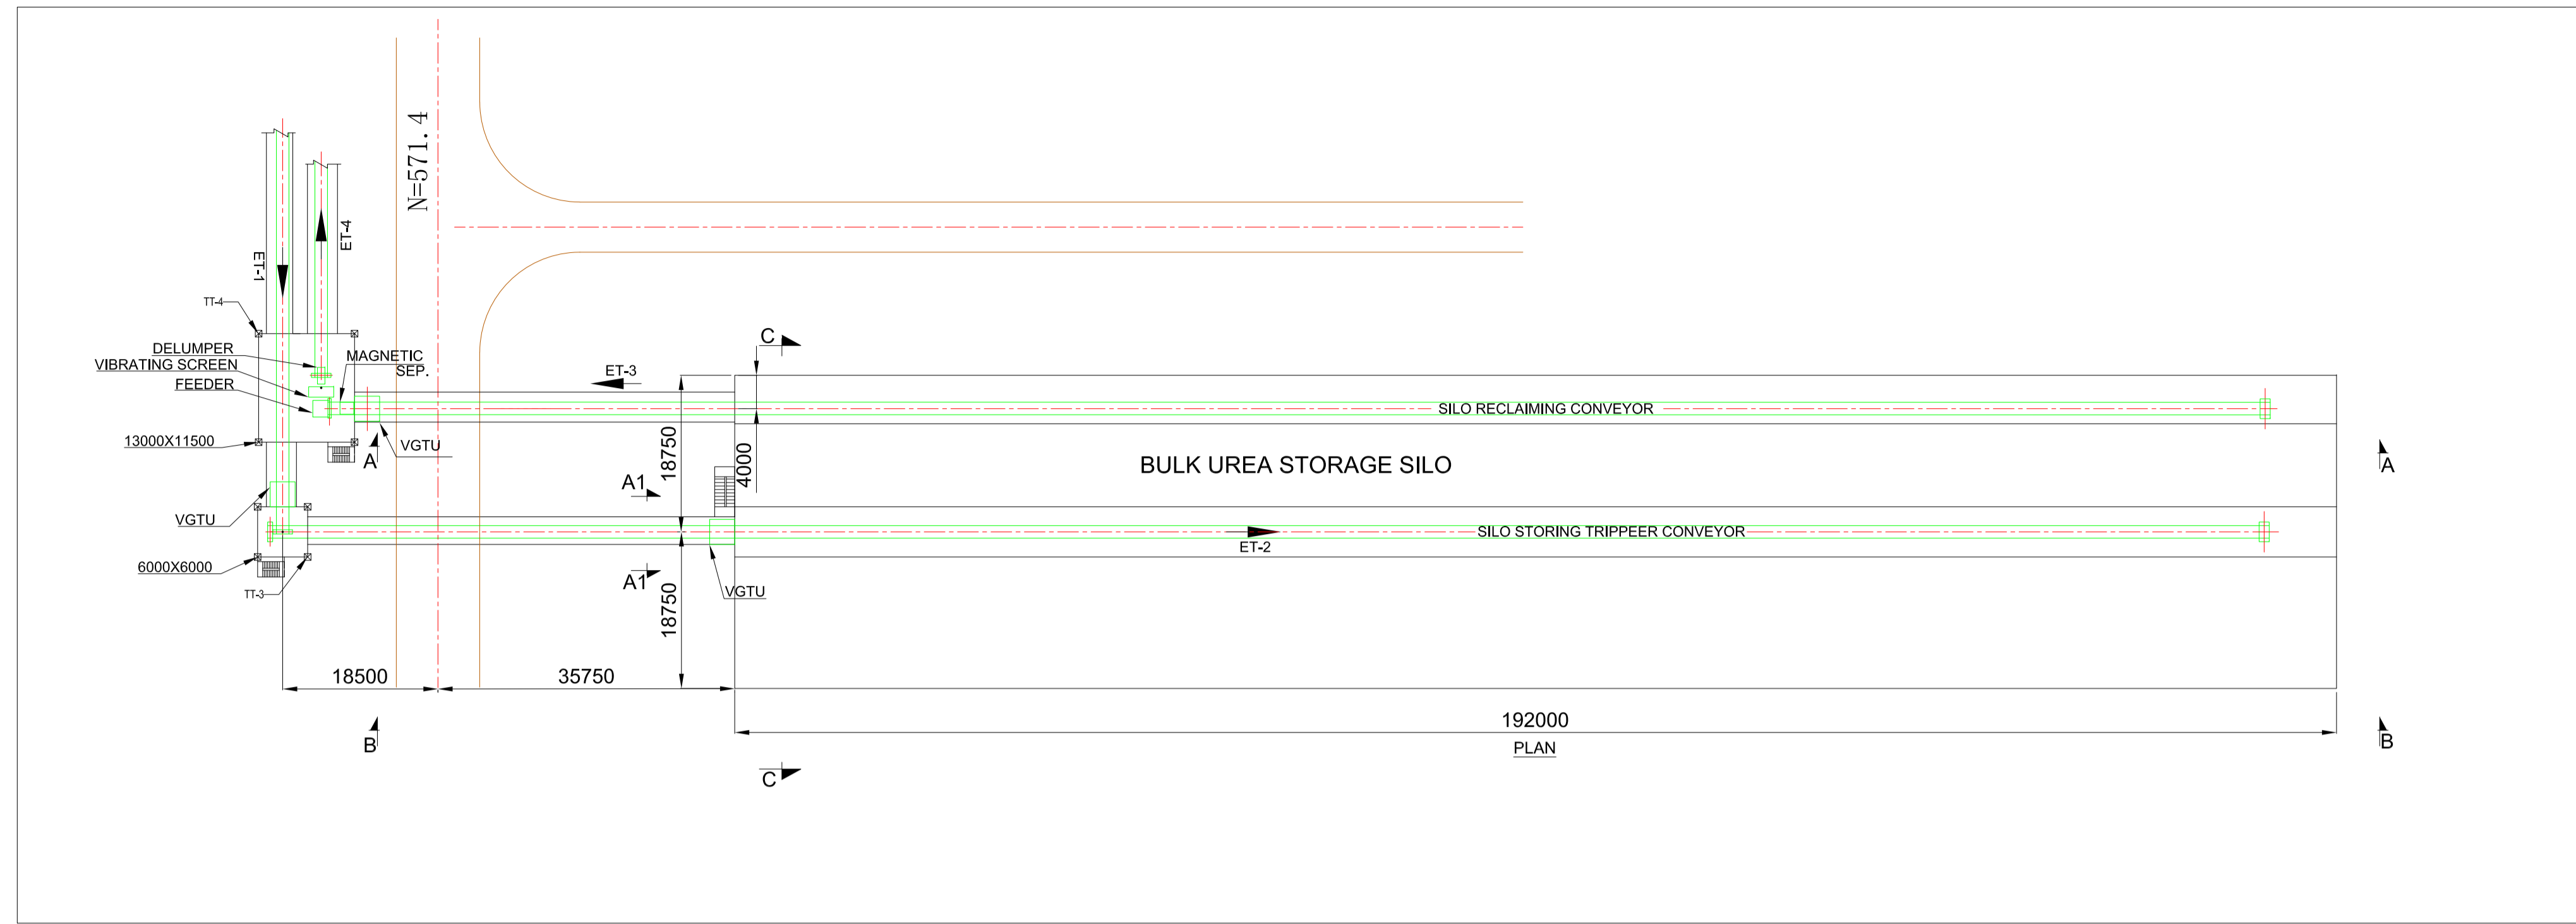 N=571.4
ET-4
ET-1
TT-4
DELUMPER
VIBRATING SCREEN
FEEDER
MAGNETIC
SEP.
ET-3
C
SILO RECLAIMING CONVEYOR
13000X11500
VGTU
A
18750
4000
BULK UREA STORAGE SILO
A
A1
VGTU
SILO STORING TRIPPEER CONVEYOR
ET-2
6000X6000
A1
TT-3
VGTU
18750
18500
35750
192000
PLAN
B
B
C